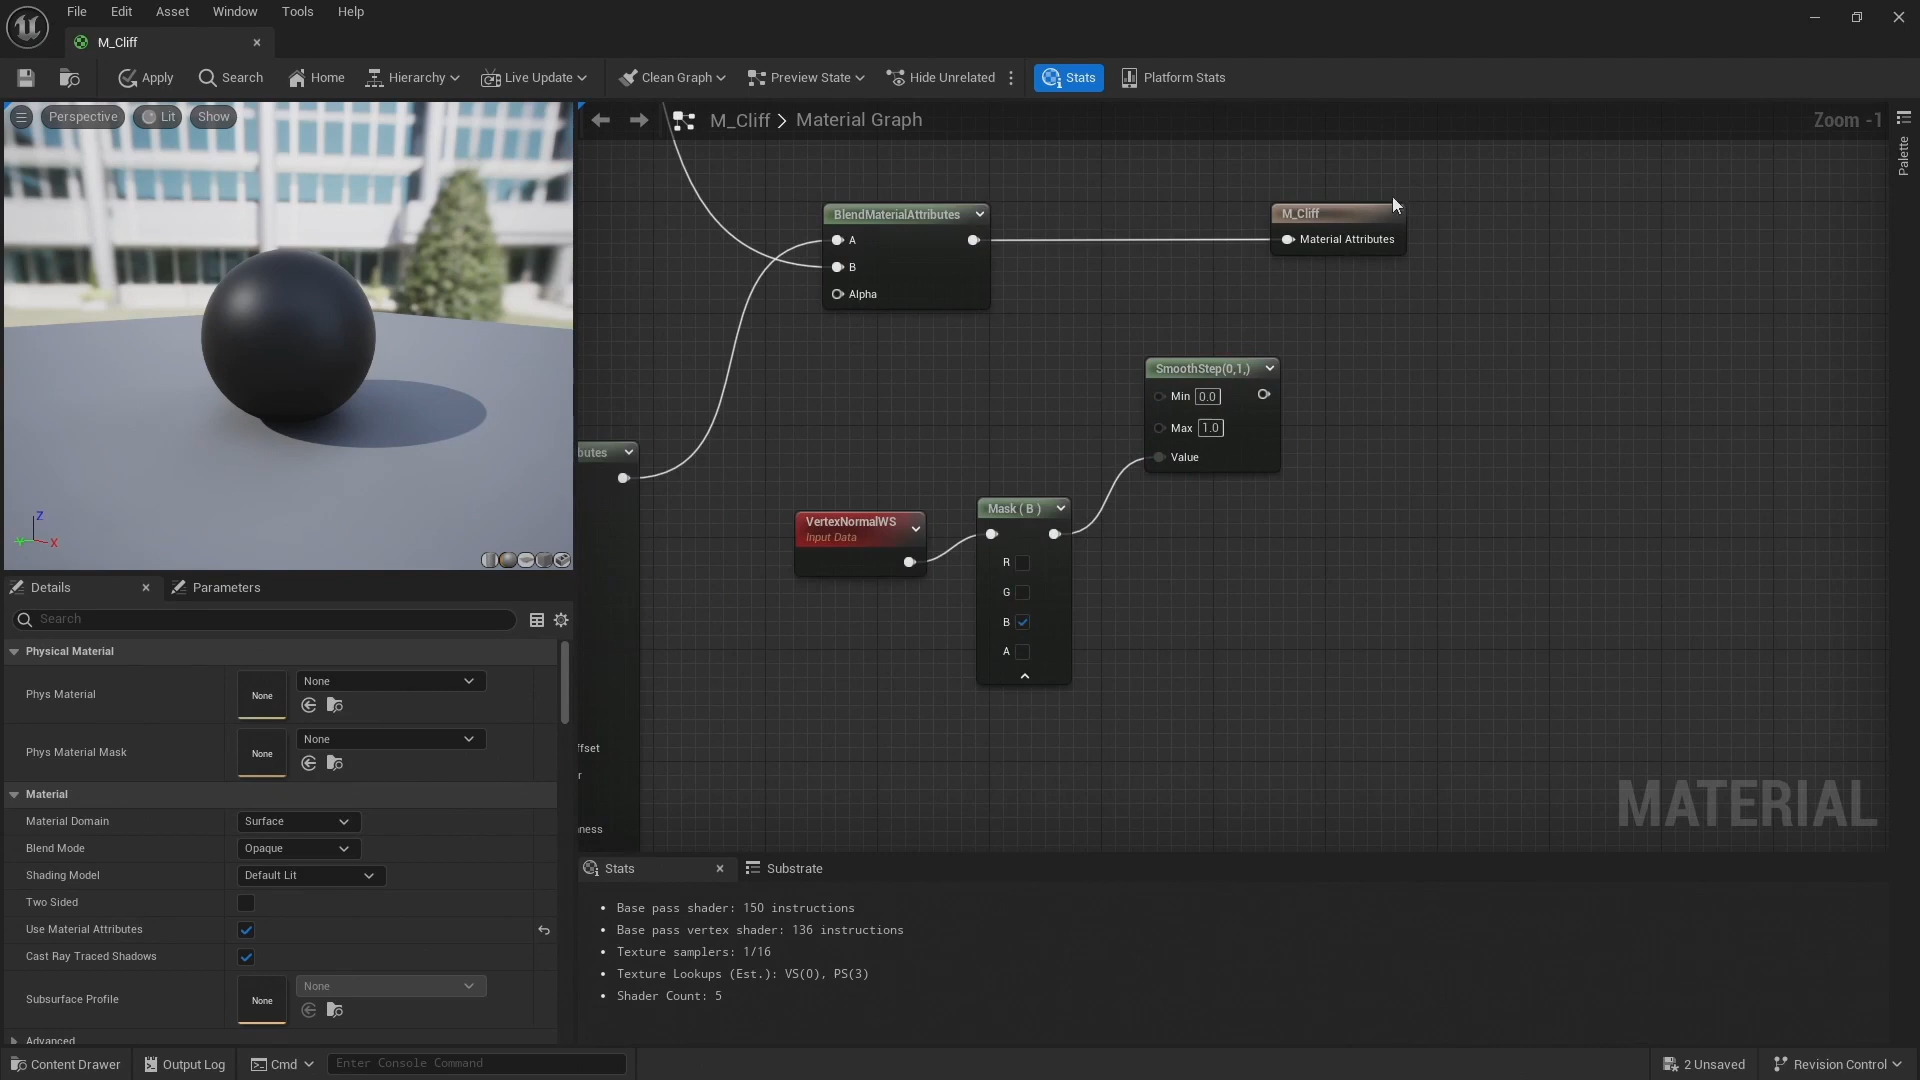 File Edit Asset Window Tools Help
M_Cliff
Apply Search Home Hierarchy Live Update Clean Graph Preview State Hide Unrelated Stats Platform Stats
Perspective Lit Show
M_Cliff > Material Graph
Zoom -1
Palette
BlendMaterialAttributes
A
B
Alpha
M_Cliff
Material Attributes
SmoothStep(0,1,)
Min 0.0
Max 1.0
Value
butes
VertexNormalWS
Input Data
Mask ( B )
R
G
B
A
ffset
r
ness
MATERIAL
Z
Y X
Details Parameters
Search
Physical Material
Phys Material None None
Phys Material Mask None None
Material
Material Domain Surface
Blend Mode Opaque
Shading Model Default Lit
Two Sided
Use Material Attributes
Cast Ray Traced Shadows
Subsurface Profile None None
Advanced
Stats Substrate
• Base pass shader: 150 instructions
• Base pass vertex shader: 136 instructions
• Texture samplers: 1/16
• Texture Lookups (Est.): VS(0), PS(3)
• Shader Count: 5
Content Drawer Output Log Cmd Enter Console Command 2 Unsaved Revision Control